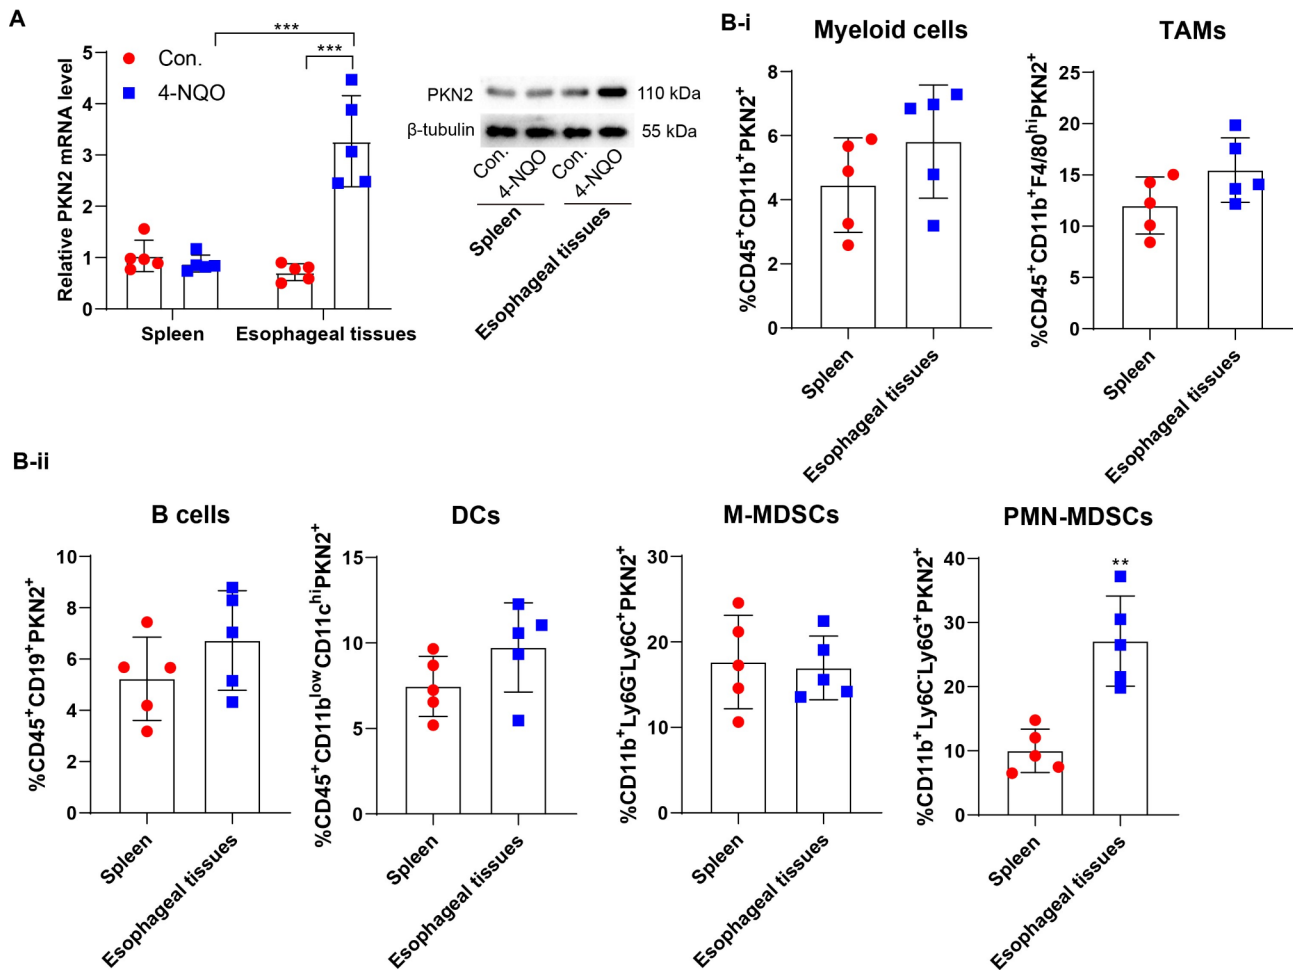 A
Relative PKN2 mRNA level
5
4
3
2
1
0
Con.
4-NQO
***
***
Spleen
Esophageal tissues
PKN2
110 kDa
β-tubulin
55 kDa
Con.
4-NQO
Con.
4-NQO
Spleen
Esophageal tissues
B-i
Myeloid cells
%CD45⁺CD11b⁺PKN2⁺
8
6
4
2
0
Spleen
Esophageal tissues
TAMs
%CD45⁺CD11b⁺F4/80ʰⁱPKN2⁺
25
20
15
10
5
0
Spleen
Esophageal tissues
B-ii
B cells
%CD45⁺CD19⁺PKN2⁺
10
8
6
4
2
0
Spleen
Esophageal tissues
DCs
%CD45⁺CD11bˡᵒʷCD11cʰⁱPKN2⁺
15
10
5
0
Spleen
Esophageal tissues
M-MDSCs
%CD11b⁺Ly6G⁻Ly6C⁺PKN2⁺
30
20
10
0
Spleen
Esophageal tissues
PMN-MDSCs
%CD11b⁺Ly6C⁻Ly6G⁺PKN2⁺
40
30
20
10
0
**
Spleen
Esophageal tissues